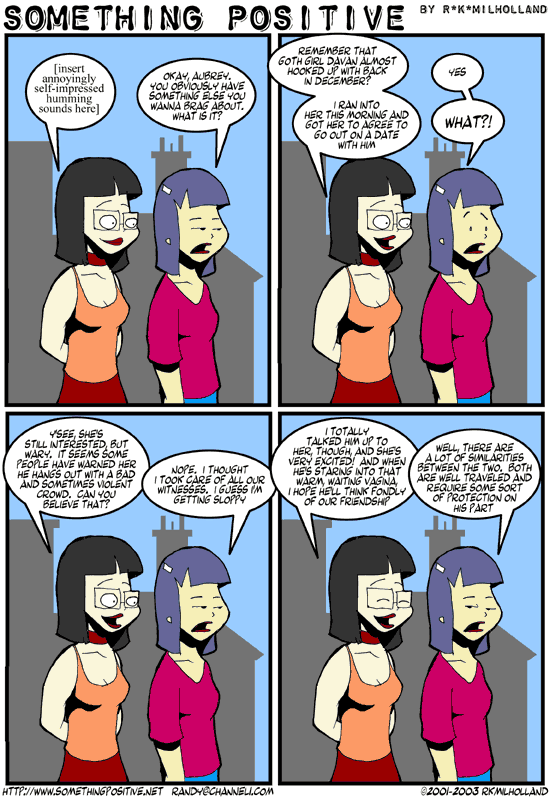 SOMETHING POSITIVE BY R*K*MILHOLLAND
[insert
annoyingly
self-impressed
humming
sounds here]
OKAY, AUBREY.
YOU OBVIOUSLY HAVE
SOMETHING ELSE YOU
WANNA BRAG ABOUT.
WHAT IS IT?
REMEMBER THAT
GOTH GIRL DAVAN ALMOST
HOOKED UP WITH BACK
IN DECEMBER?
YES
I RAN INTO
HER THIS MORNING AND
GOT HER TO AGREE TO
GO OUT ON A DATE
WITH HIM
WHAT?!
Y'SEE, SHE'S
STILL INTERESTED, BUT
WARY. IT SEEMS SOME
PEOPLE HAVE WARNED HER
HE HANGS OUT WITH A BAD
AND SOMETIMES VIOLENT
CROWD. CAN YOU
BELIEVE THAT?
NOPE. I THOUGHT
I TOOK CARE OF ALL OUR
WITNESSES. I GUESS I'M
GETTING SLOPPY
I TOTALLY
TALKED HIM UP TO
HER, THOUGH, AND SHE'S
VERY EXCITED! AND WHEN
HE'S STARING INTO THAT
WARM, WAITING VAGINA,
I HOPE HE'LL THINK FONDLY
OF OUR FRIENDSHIP
WELL, THERE ARE
A LOT OF SIMILARITIES
BETWEEN THE TWO. BOTH
ARE WELL TRAVELED AND
REQUIRE SOME SORT
OF PROTECTION ON
HIS PART
HTTP://WWW.SOMETHINGPOSITIVE.NET RANDY@CHANNEL1.COM ©2001-2003 RKMILHOLLAND